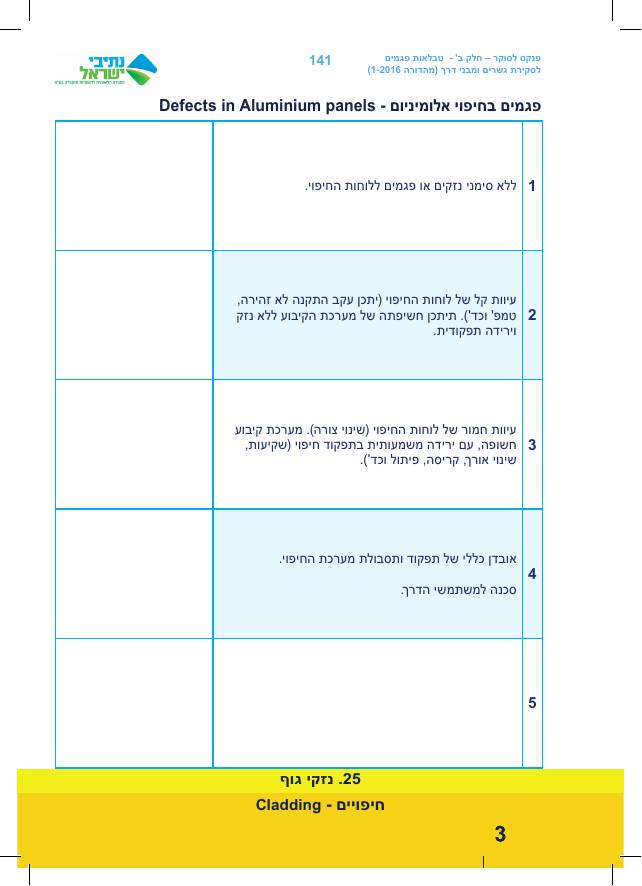 פנקס לסוקר – חלק ב' - טבלאות פגמים
לסקירת גשרים ומבני דרך (מהדורה 1-2016)
141
נתיבי
ישראל
פגמים בחיפוי אלומיניום - Defects in Aluminium panels
1
ללא סימני נזקים או פגמים ללוחות החיפוי.
2
עיוות קל של לוחות החיפוי (יתכן עקב התקנה לא זהירה,
טמפ' וכד'). תיתכן חשיפתה של מערכת הקיבוע ללא נזק
וירידה תפקודית.
3
עיוות חמור של לוחות החיפוי (שינוי צורה). מערכת קיבוע
חשופה, עם ירידה משמעותית בתפקוד חיפוי (שקיעות,
שינוי אורך, קריסה, פיתול וכד').
4
אובדן כללי של תפקוד ותסבולת מערכת החיפוי.
סכנה למשתמשי הדרך.
5
25. נזקי גוף
חיפויים - Cladding
3